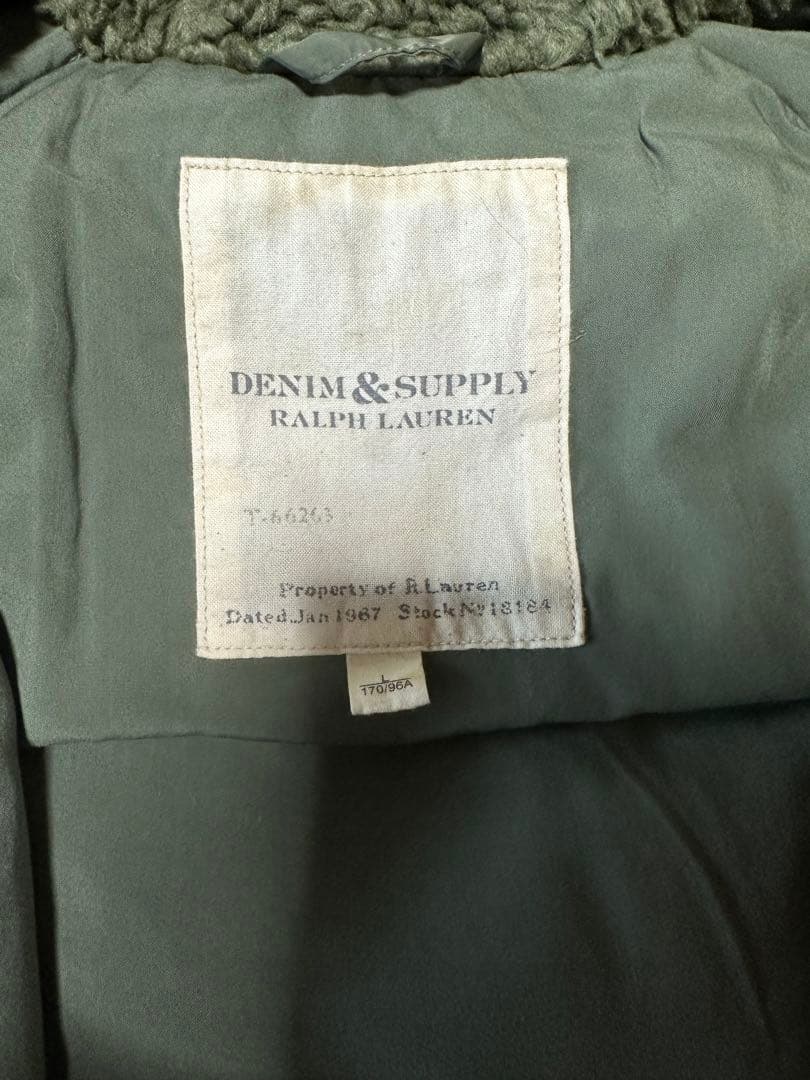 DENIM & SUPPLY
RALPH LAUREN
T-66263
Property of R.Lauren
Dated Jan 1967 Stock No 18184
L
170/96A